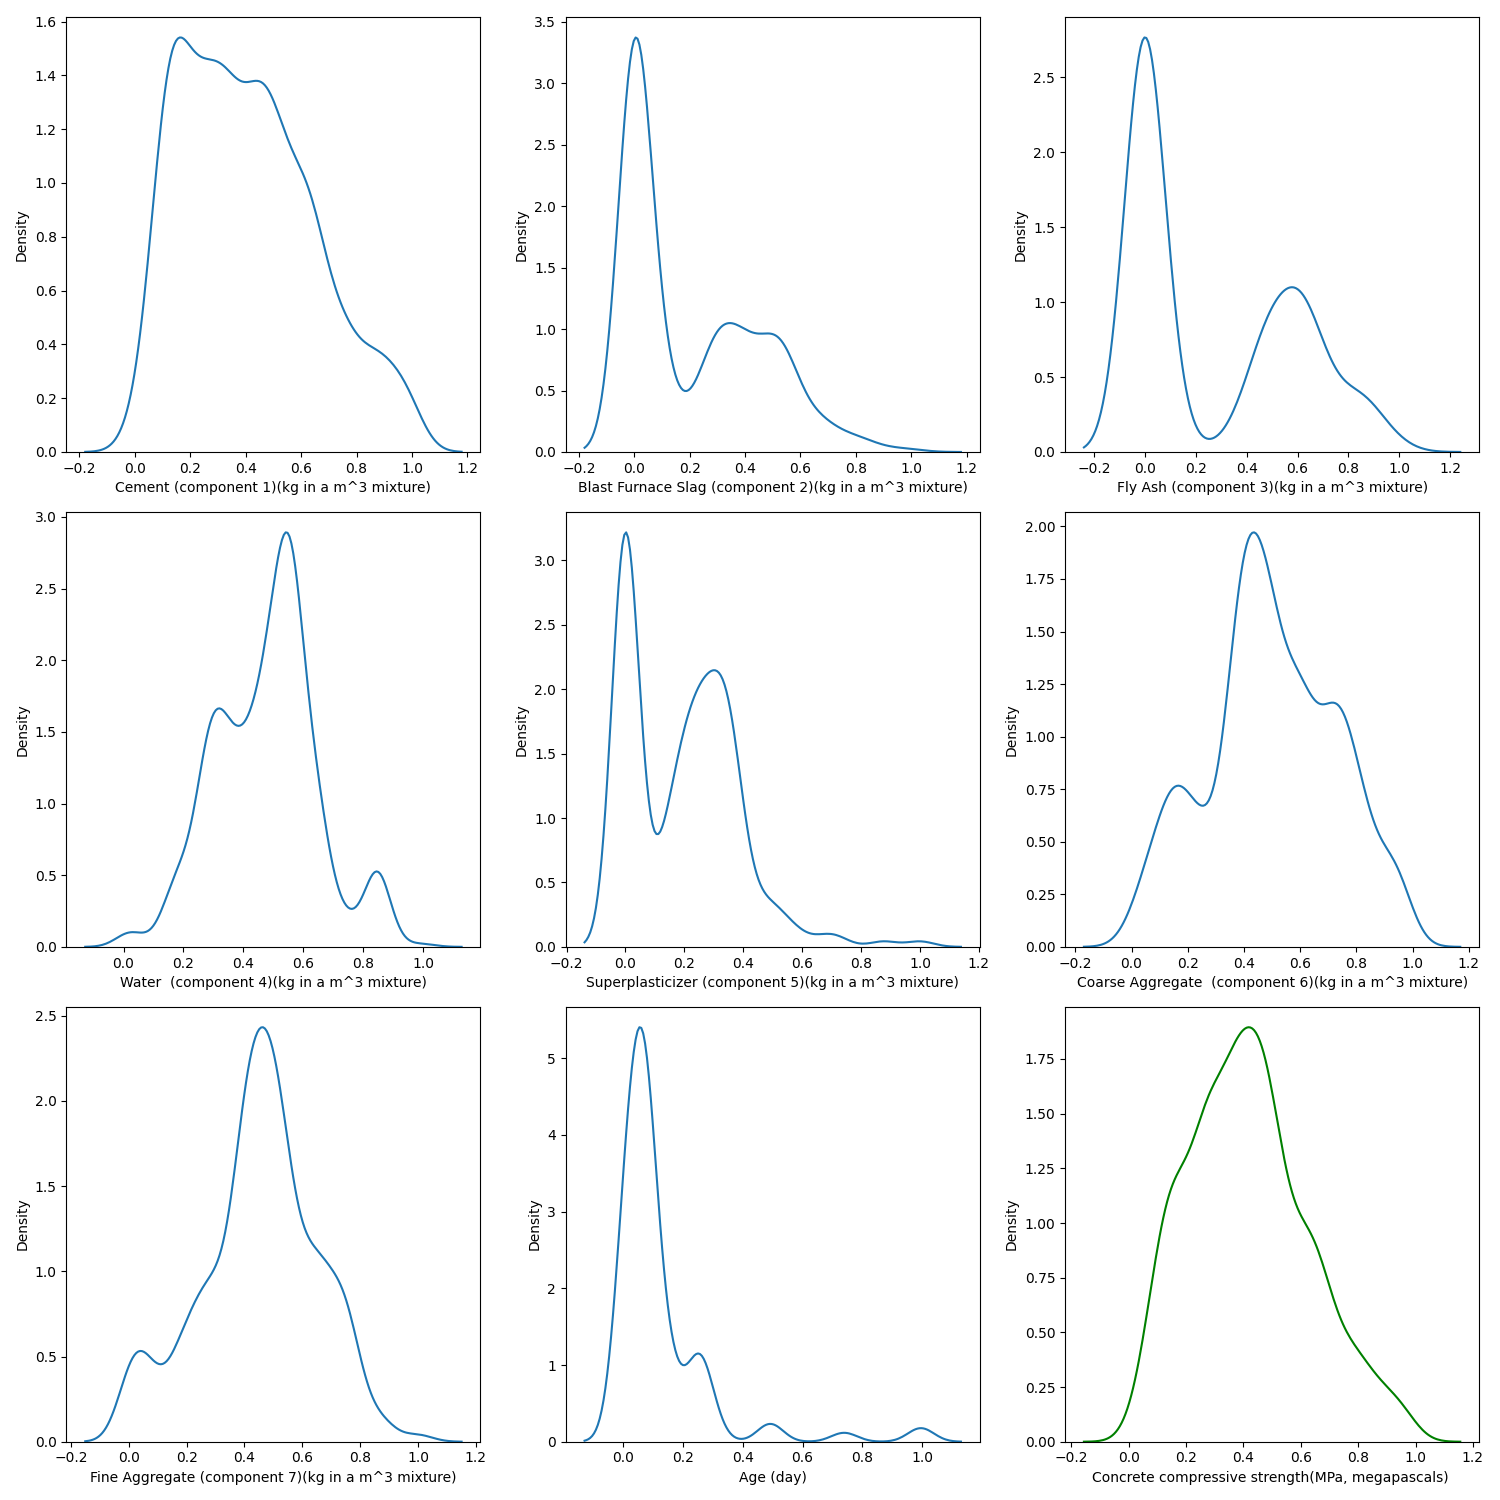 1.6
1.4
1.2
1.0
0.8
0.6
0.4
0.2
0.0
Density
−0.2 0.0 0.2 0.4 0.6 0.8 1.0 1.2
Cement (component 1)(kg in a m^3 mixture)
3.5
3.0
2.5
2.0
1.5
1.0
0.5
0.0
Density
−0.2 0.0 0.2 0.4 0.6 0.8 1.0 1.2
Blast Furnace Slag (component 2)(kg in a m^3 mixture)
2.5
2.0
1.5
1.0
0.5
0.0
Density
−0.2 0.0 0.2 0.4 0.6 0.8 1.0 1.2
Fly Ash (component 3)(kg in a m^3 mixture)
3.0
2.5
2.0
1.5
1.0
0.5
0.0
Density
0.0 0.2 0.4 0.6 0.8 1.0
Water  (component 4)(kg in a m^3 mixture)
3.0
2.5
2.0
1.5
1.0
0.5
0.0
Density
−0.2 0.0 0.2 0.4 0.6 0.8 1.0 1.2
Superplasticizer (component 5)(kg in a m^3 mixture)
2.00
1.75
1.50
1.25
1.00
0.75
0.50
0.25
0.00
Density
−0.2 0.0 0.2 0.4 0.6 0.8 1.0 1.2
Coarse Aggregate  (component 6)(kg in a m^3 mixture)
2.5
2.0
1.5
1.0
0.5
0.0
Density
−0.2 0.0 0.2 0.4 0.6 0.8 1.0 1.2
Fine Aggregate (component 7)(kg in a m^3 mixture)
5
4
3
2
1
0
Density
0.0 0.2 0.4 0.6 0.8 1.0
Age (day)
1.75
1.50
1.25
1.00
0.75
0.50
0.25
0.00
Density
−0.2 0.0 0.2 0.4 0.6 0.8 1.0 1.2
Concrete compressive strength(MPa, megapascals)